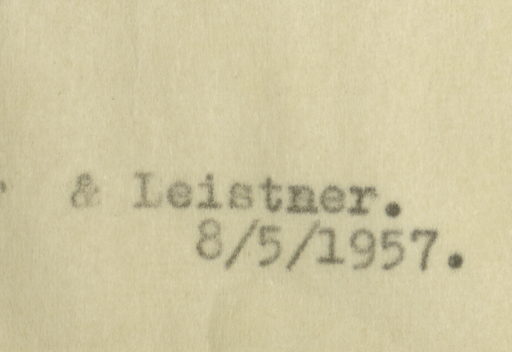 & Leistner.
8/5/1957.